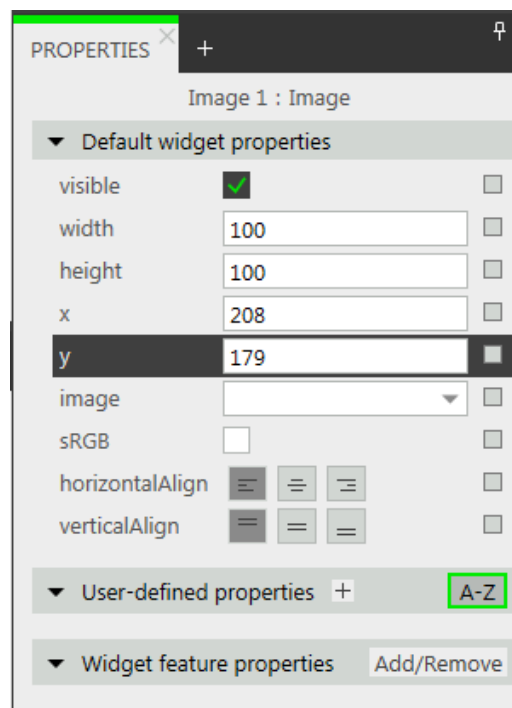 PROPERTIES +
Image 1 : Image
Default widget properties
visible
width 100
height 100
x 208
y 179
image
sRGB
horizontalAlign
verticalAlign
User-defined properties + A-Z
Widget feature properties Add/Remove